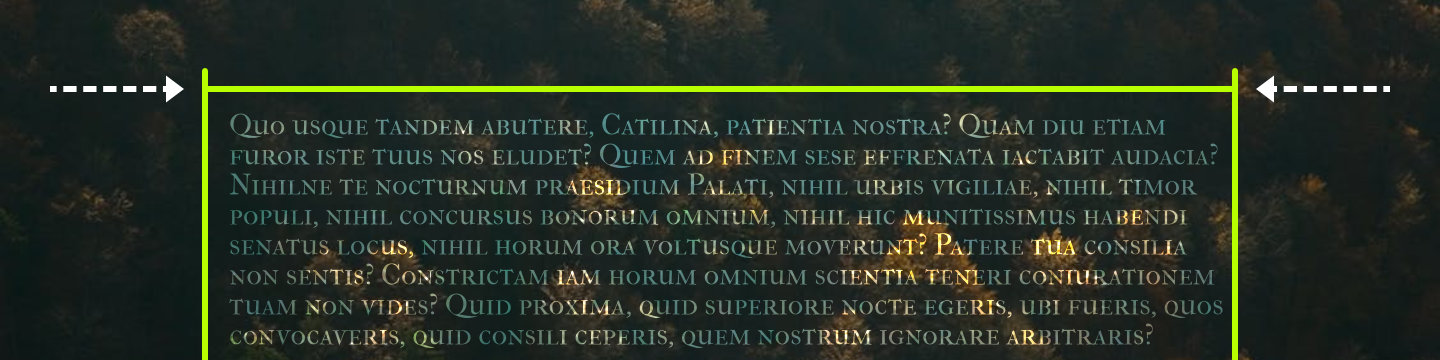 Quo usque tandem abutere, Catilina, patientia nostra? Quam diu etiam
furor iste tuus nos eludet? Quem ad finem sese effrenata iactabit audacia?
Nihilne te nocturnum praesidium Palati, nihil urbis vigiliae, nihil timor
populi, nihil concursus bonorum omnium, nihil hic munitissimus habendi
senatus locus, nihil horum ora voltusque moverunt? Patere tua consilia
non sentis? Constrictam iam horum omnium scientia teneri coniurationem
tuam non vides? Quid proxima, quid superiore nocte egeris, ubi fueris, quos
convocaveris, quid consili ceperis, quem nostrum ignorare arbitraris?